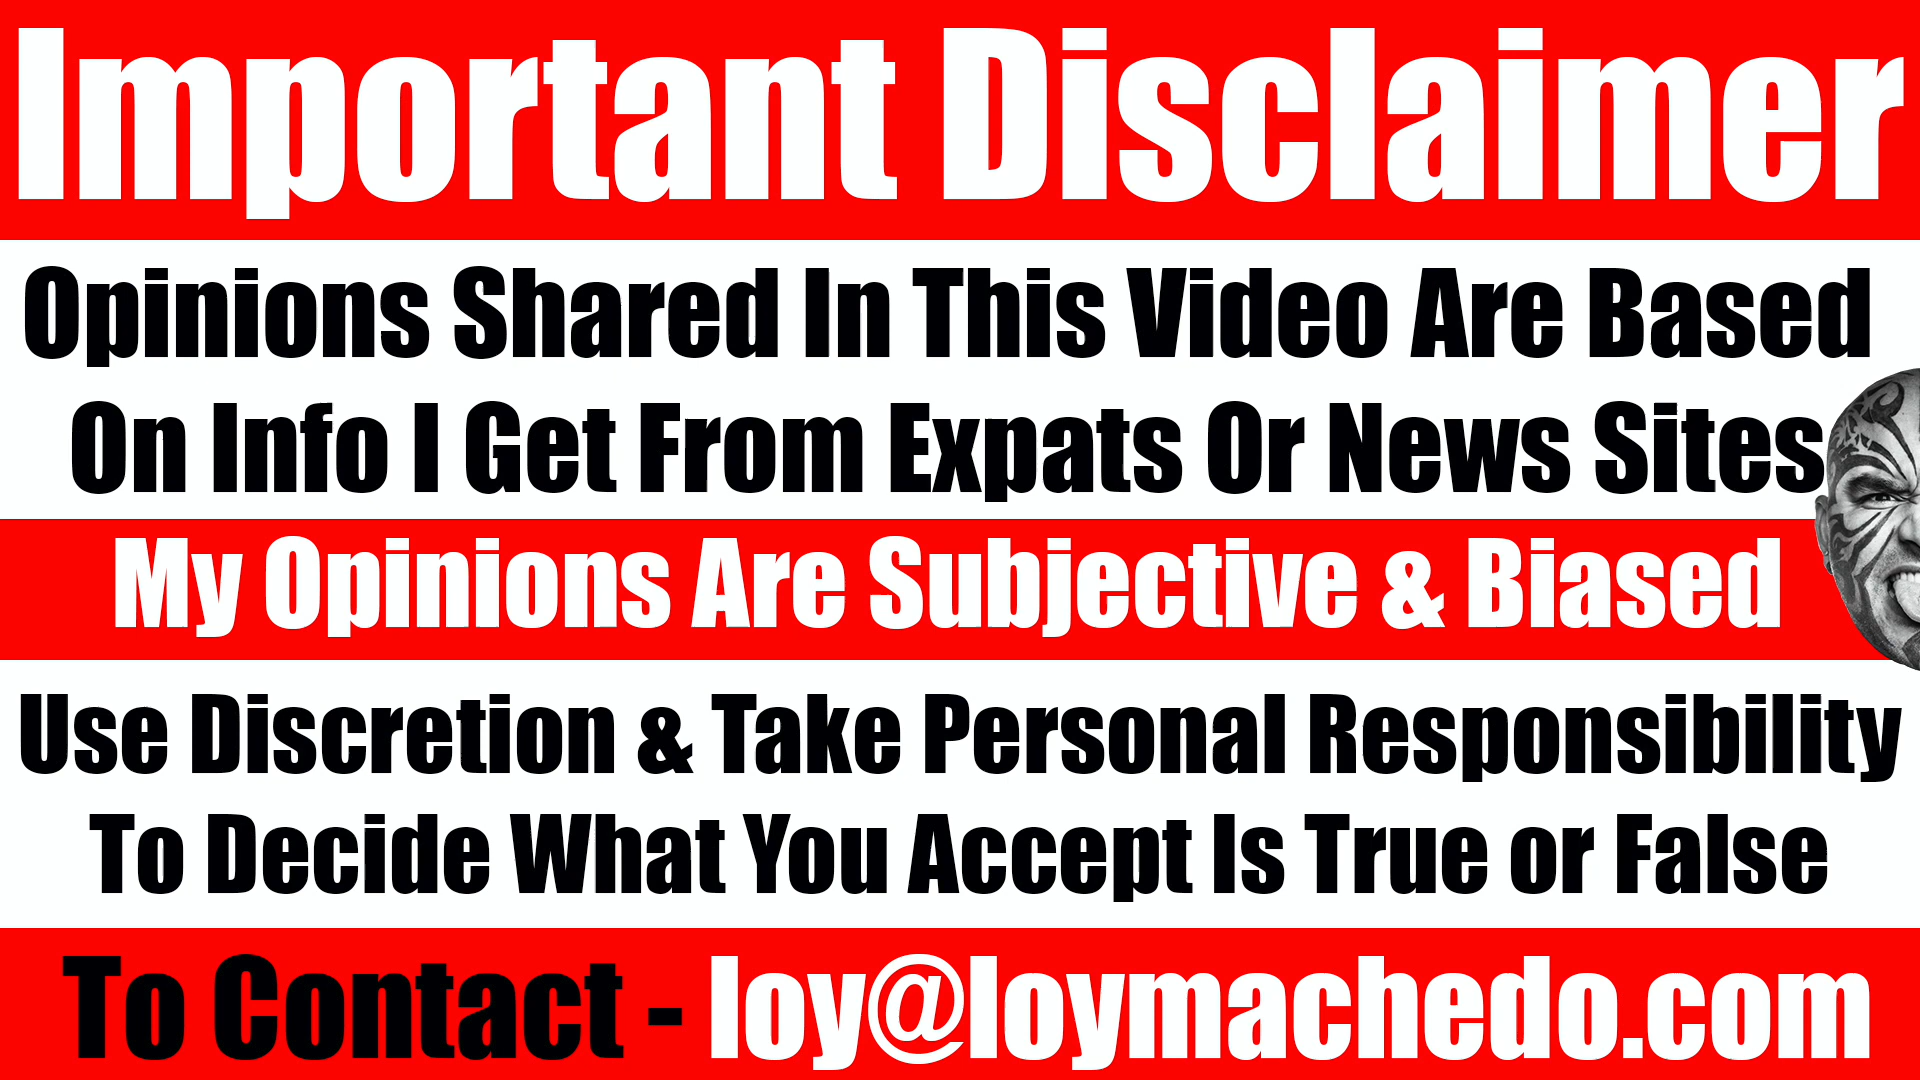 Important Disclaimer
Opinions Shared In This Video Are Based
On Info I Get From Expats Or News Sites
My Opinions Are Subjective & Biased
Use Discretion & Take Personal Responsibility
To Decide What You Accept Is True or False
To Contact - loy@loymachedo.com